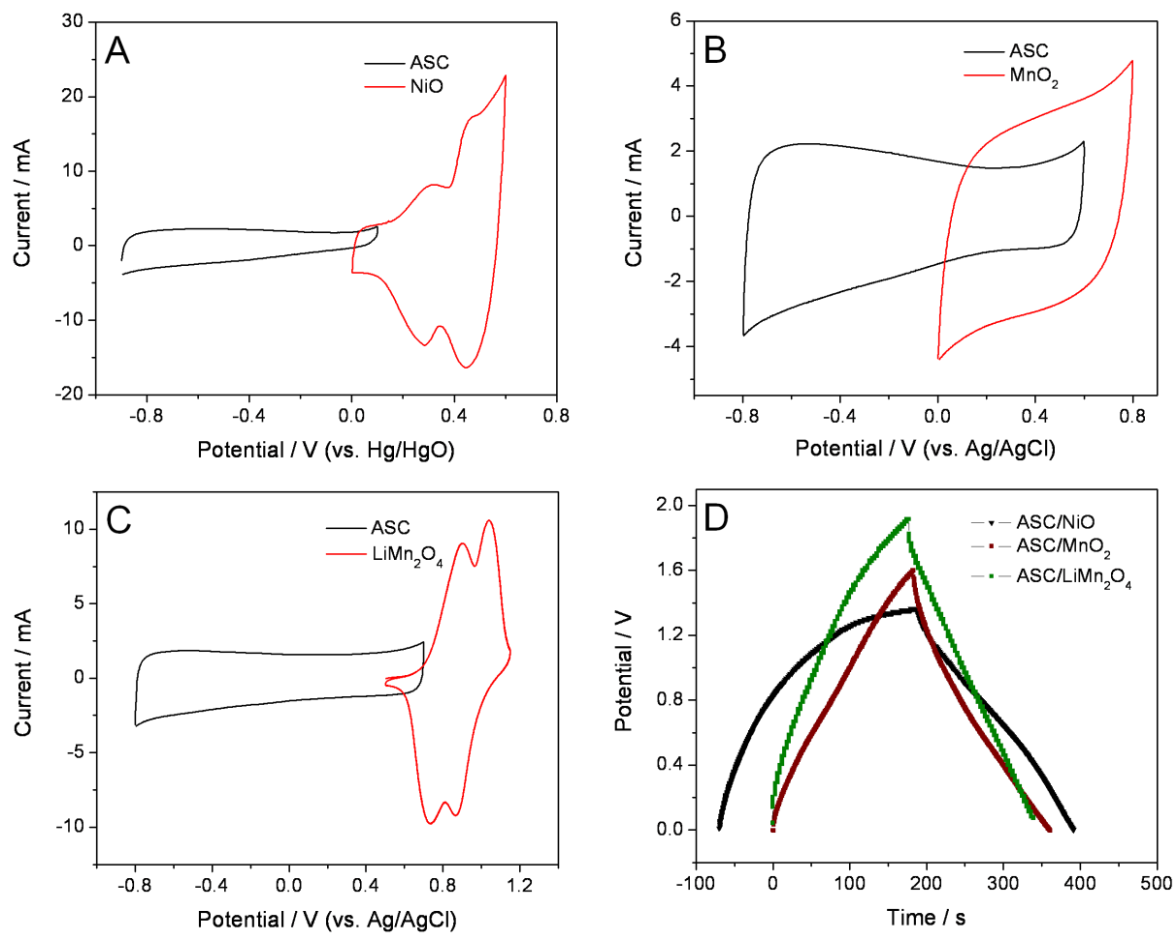 A
ASC
NiO
30
20
10
0
-10
-20
Current / mA
-0.8
-0.4
0.0
0.4
0.8
Potential / V (vs. Hg/HgO)
B
ASC
MnO₂
6
4
2
0
-2
-4
Current / mA
-0.8
-0.4
0.0
0.4
0.8
Potential / V (vs. Ag/AgCl)
C
ASC
LiMn₂O₄
10
5
0
-5
-10
Current / mA
-0.8
-0.4
0.0
0.4
0.8
1.2
Potential / V (vs. Ag/AgCl)
D
ASC/NiO
ASC/MnO₂
ASC/LiMn₂O₄
2.0
1.6
1.2
0.8
0.4
0.0
Potential / V
-100
0
100
200
300
400
500
Time / s